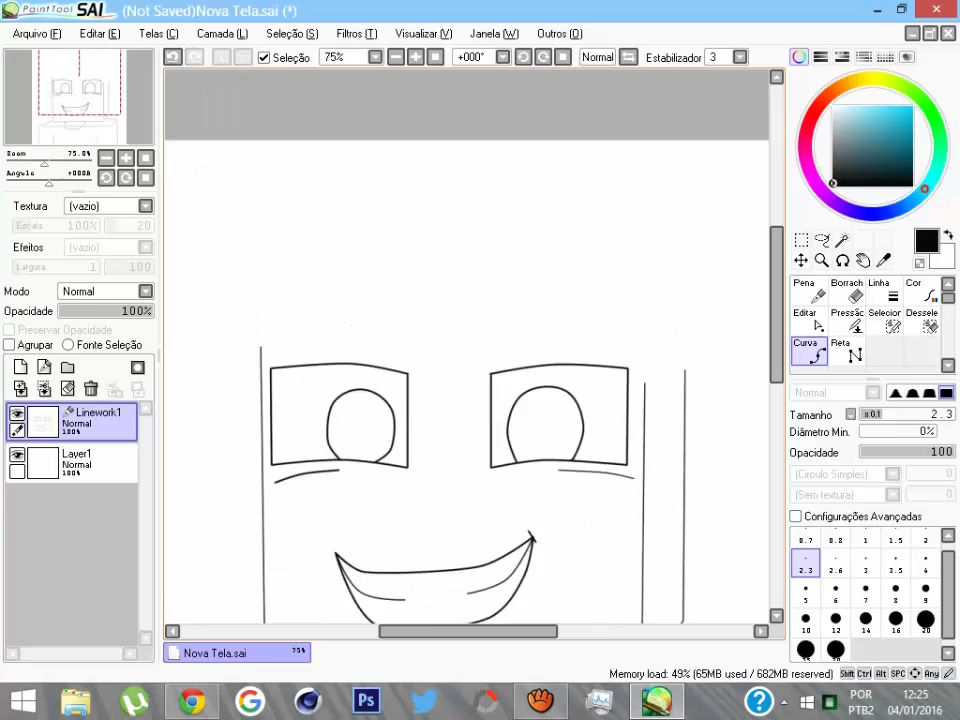 PaintTool SAI (Not Saved)Nova Tela.sai (*)
Arquivo (F) Editar (E) Telas (C) Camada (L) Seleção (S) Filtros (T) Visualizar (V) Janela (W) Outros (O)
Seleção 75% +000° Normal Estabilizador 3
Zoom 75.0%
Angulo +000Å
Textura (vazio)
Escala 100% 20
Efeitos (vazio)
Largura 1 100
Modo Normal
Opacidade 100%
Preservar Opacidade
Agrupar Fonte Seleção
Linework1
Normal
100%
Layer1
Normal
100%
Pena Borrach Linha Cor
Editar Pressão Selecior Dessele
Curva Reta
Normal
Tamanho x 0.1 2.3
Diâmetro Min. 0%
Opacidade 100
(Circulo Simples) 0
(Sem textura) 0
Configurações Avançadas
0.7 0.8 1 1.5 2
2.3 2.6 3 3.5 4
5 6 7 8 9
10 12 14 16 20
Nova Tela.sai 75%
Memory load: 49% (65MB used / 682MB reserved) Shift Ctrl Alt SPC Any
Ps ? POR 12:25
PTB2 04/01/2016